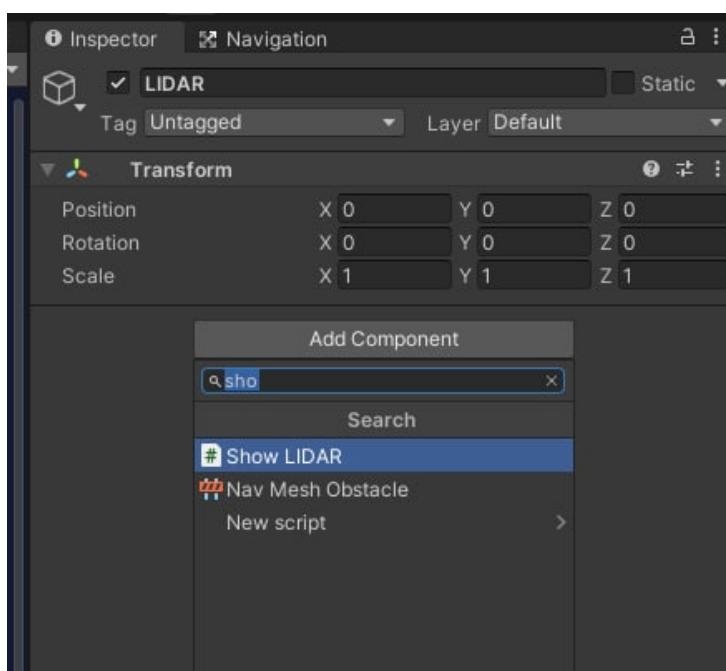 Inspector Navigation
LIDAR Static
Tag Untagged Layer Default
Transform
Position X 0 Y 0 Z 0
Rotation X 0 Y 0 Z 0
Scale X 1 Y 1 Z 1
Add Component
sho
Search
# Show LIDAR
Nav Mesh Obstacle
New script